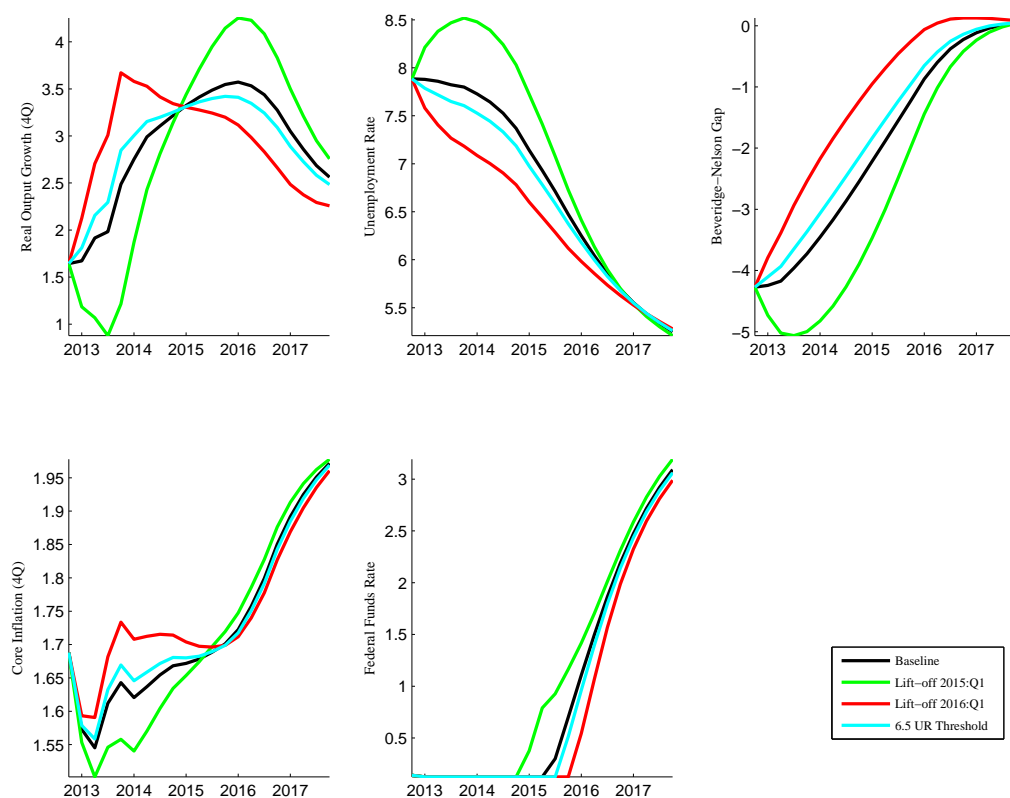 Real Output Growth (4Q)
4
3.5
3
2.5
2
1.5
1
2013 2014 2015 2016 2017
Unemployment Rate
8.5
8
7.5
7
6.5
6
5.5
2013 2014 2015 2016 2017
Beveridge−Nelson Gap
0
−1
−2
−3
−4
−5
2013 2014 2015 2016 2017
Core Inflation (4Q)
1.95
1.9
1.85
1.8
1.75
1.7
1.65
1.6
1.55
2013 2014 2015 2016 2017
Federal Funds Rate
3
2.5
2
1.5
1
0.5
2013 2014 2015 2016 2017
Baseline
Lift−off 2015:Q1
Lift−off 2016:Q1
6.5 UR Threshold